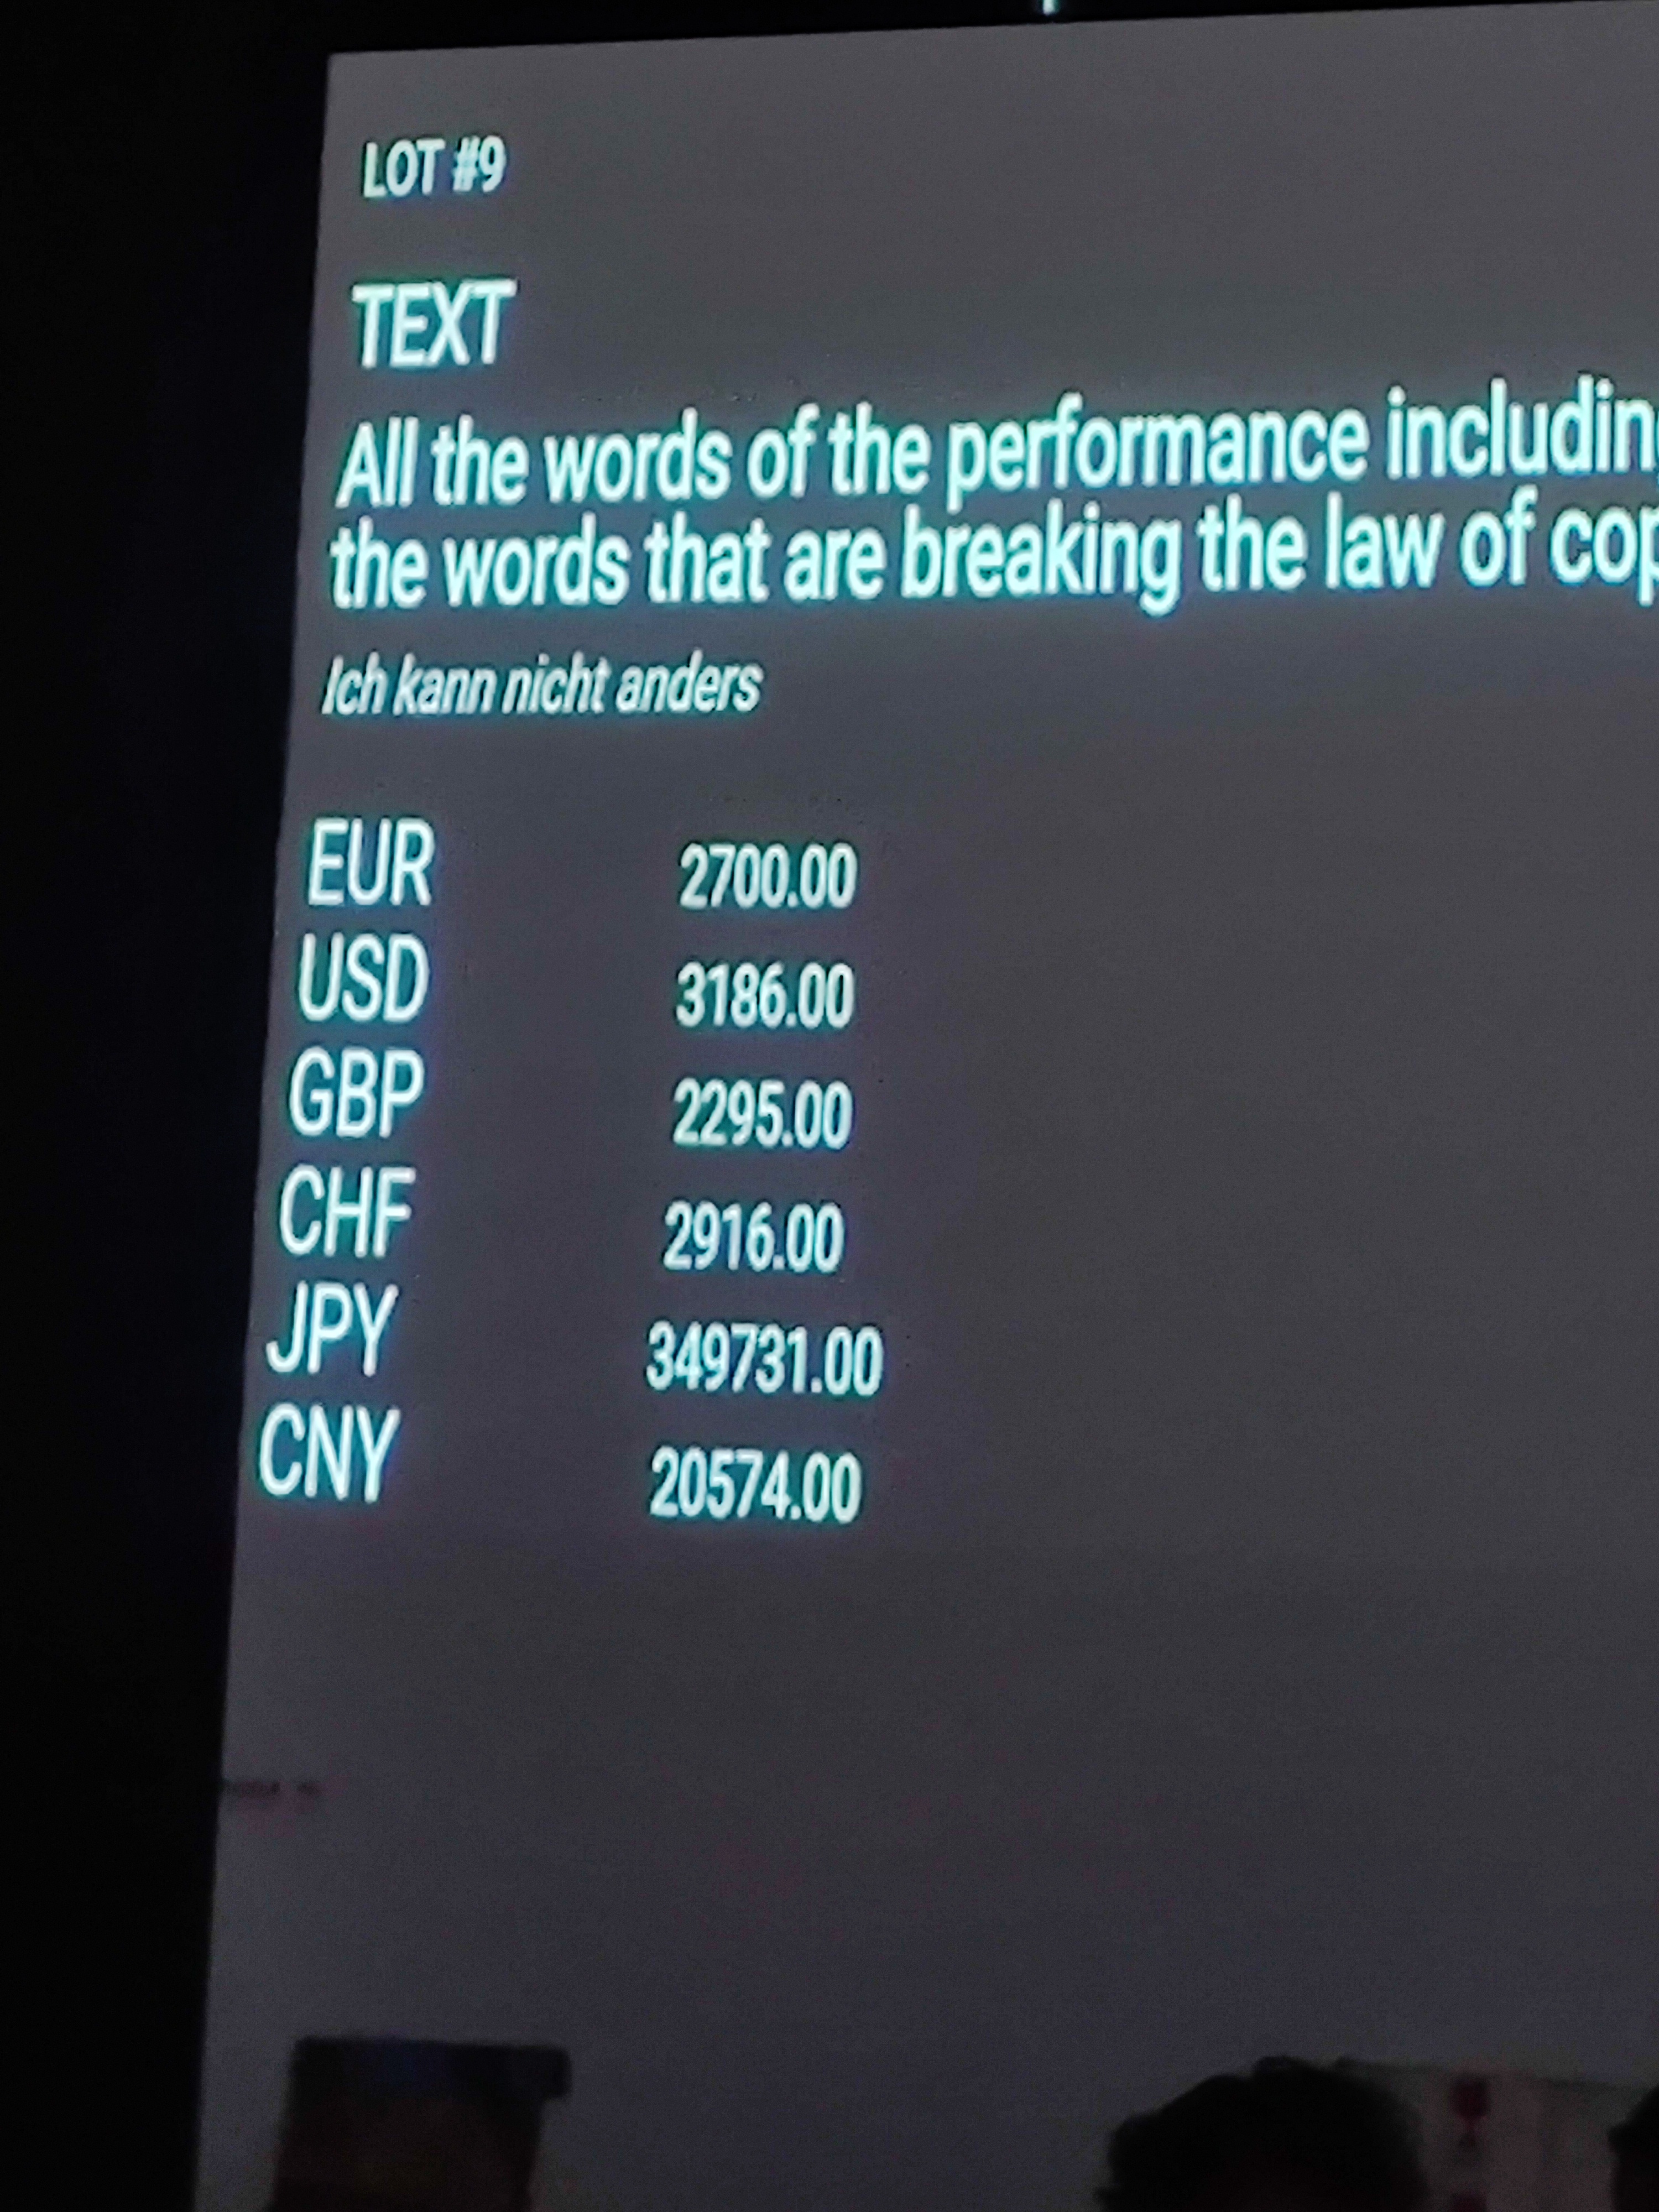 LOT #9
TEXT
All the words of the performance including
the words that are breaking the law of cop
Ich kann nicht anders
EUR 2700.00
USD 3186.00
GBP 2295.00
CHF 2916.00
JPY 349731.00
CNY 20574.00